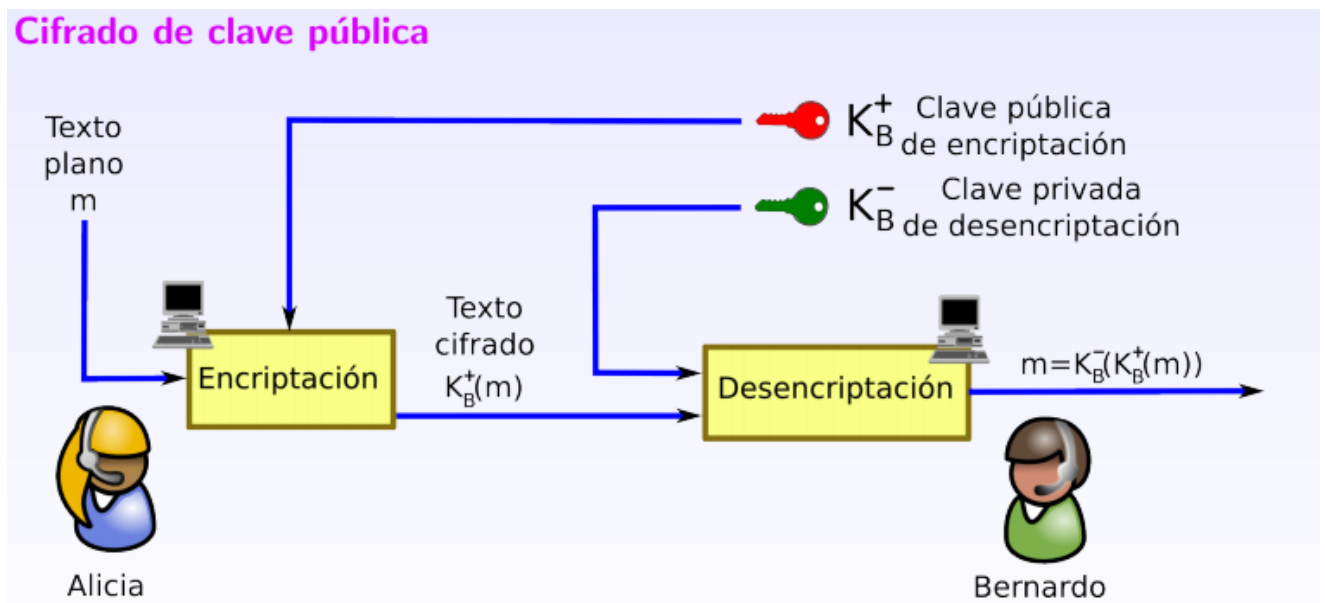 Cifrado de clave pública
Texto
plano
m
K_B^+ Clave pública
de encriptación
K_B^- Clave privada
de desencriptación
Encriptación
Texto
cifrado
K_B^+(m)
Desencriptación
m=K_B^-(K_B^+(m))
Alicia
Bernardo